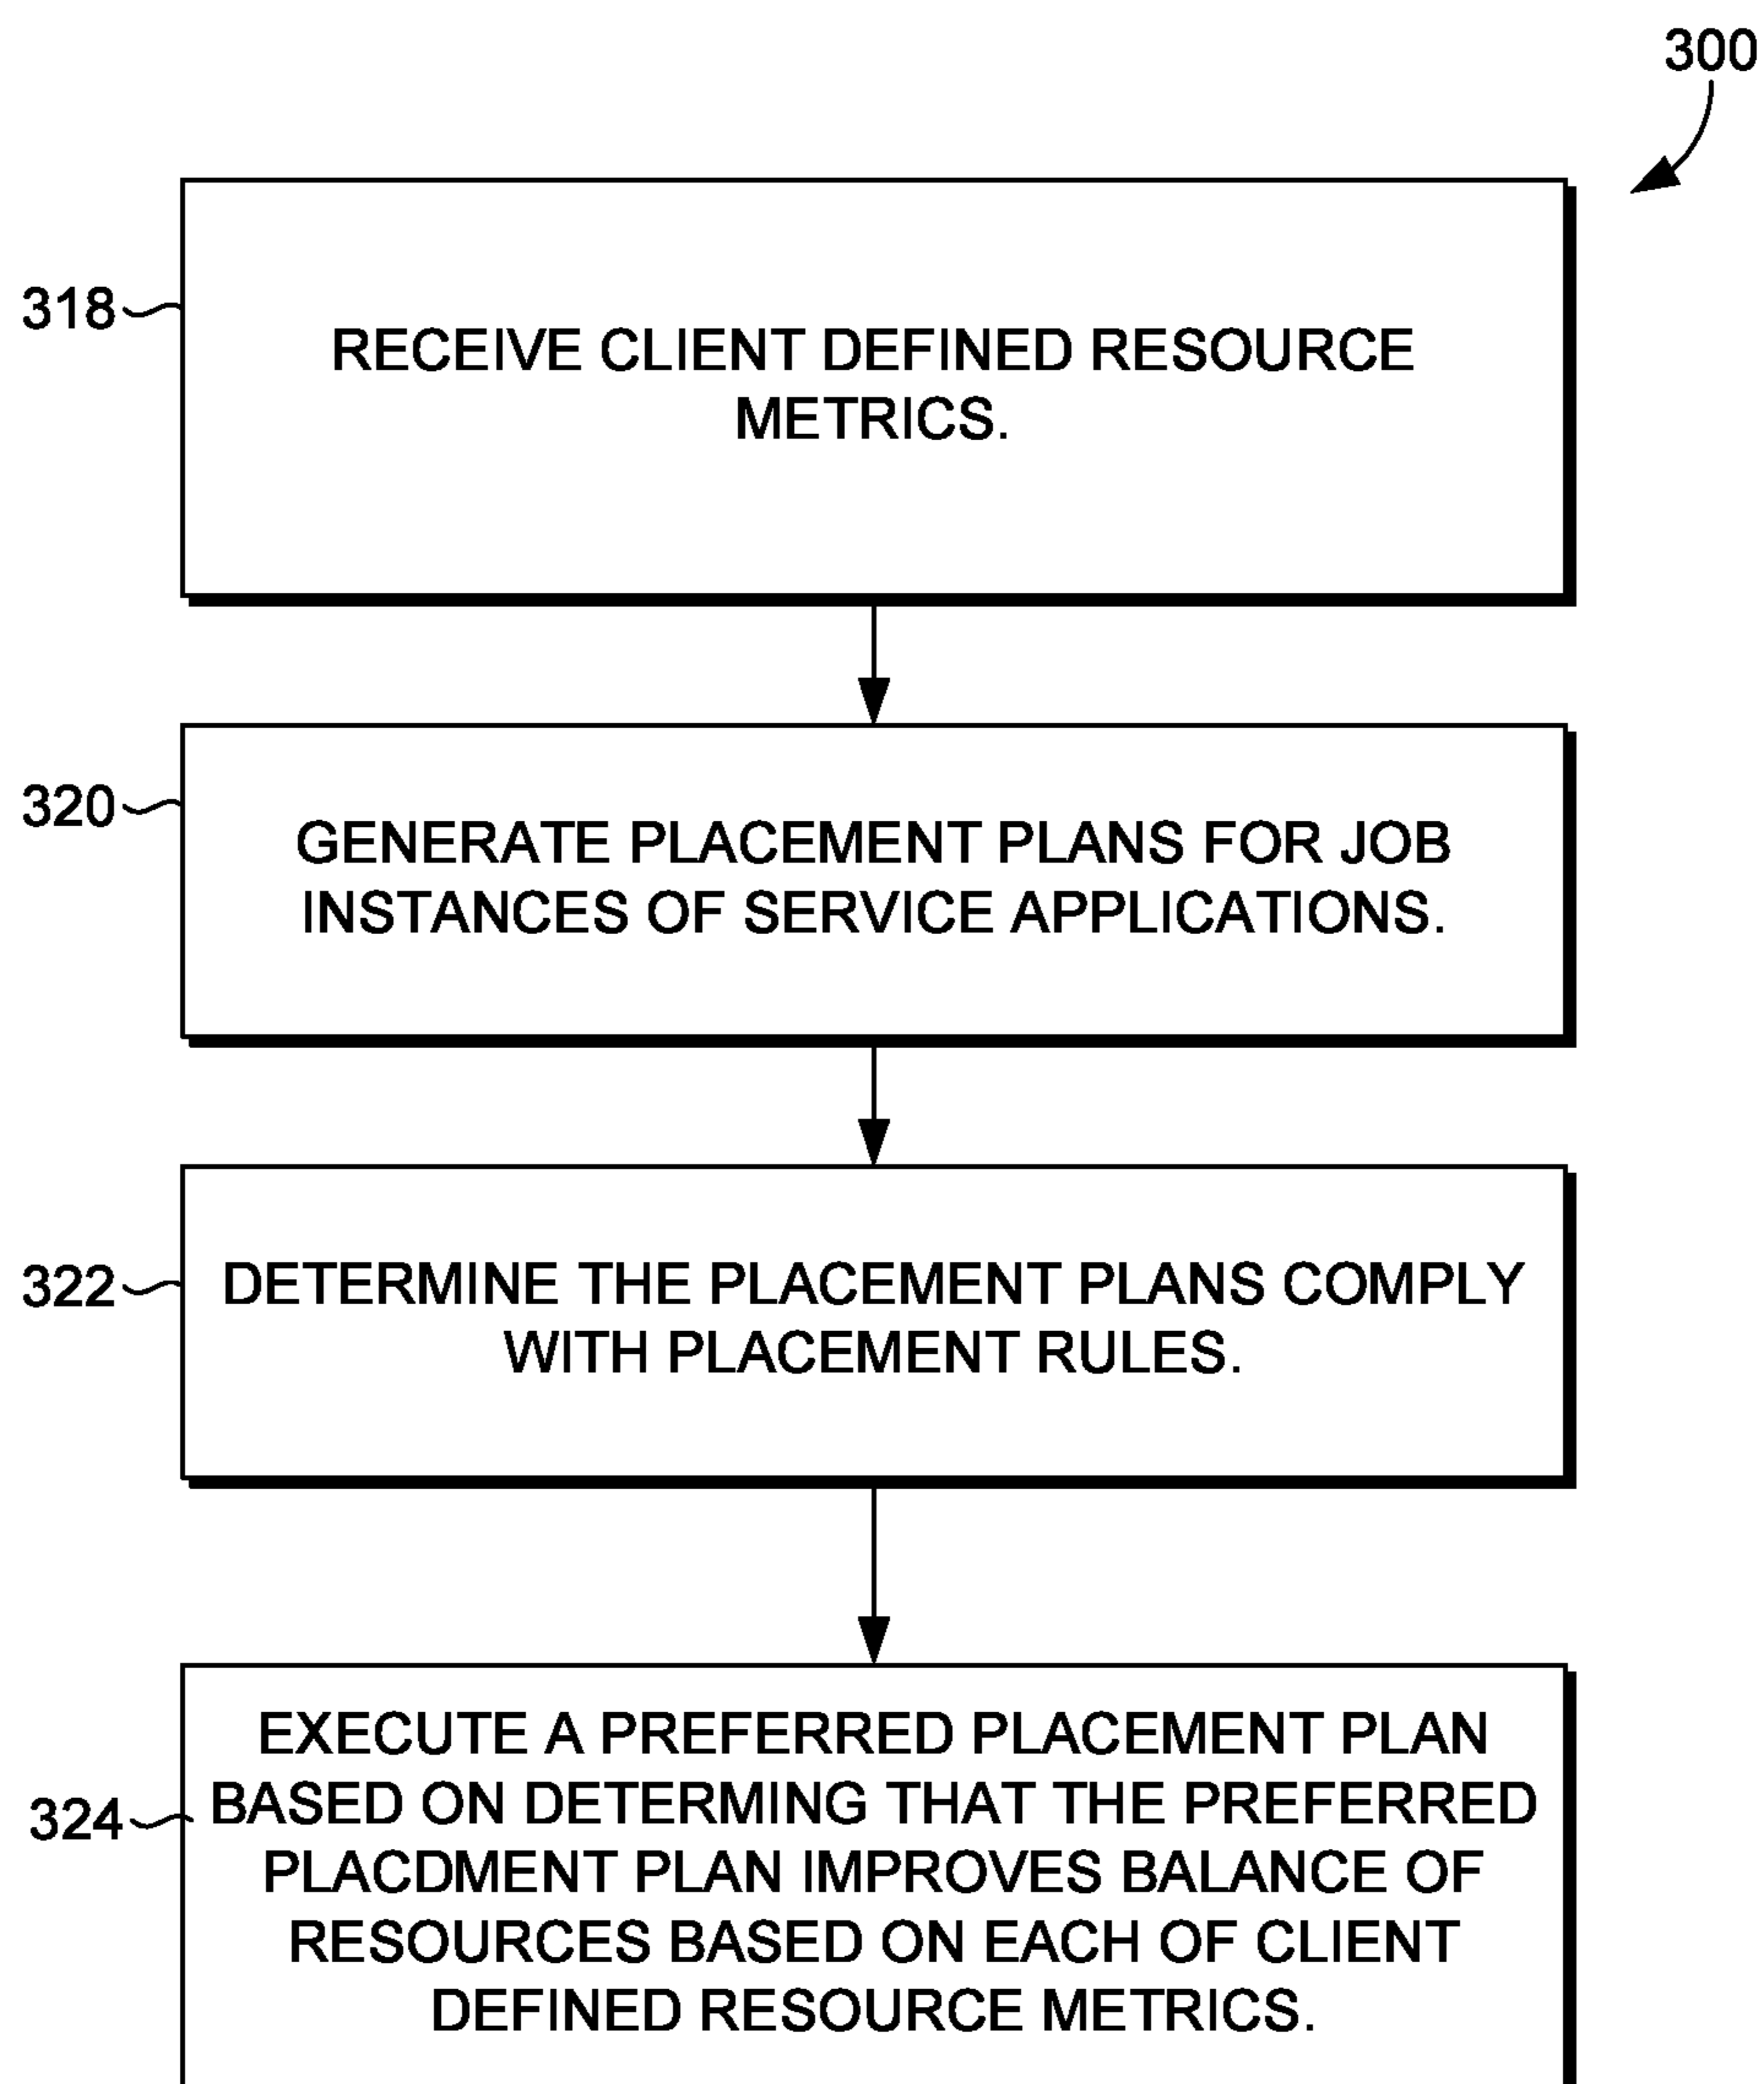 300
318
RECEIVE CLIENT DEFINED RESOURCE
METRICS.
320
GENERATE PLACEMENT PLANS FOR JOB
INSTANCES OF SERVICE APPLICATIONS.
322
DETERMINE THE PLACEMENT PLANS COMPLY
WITH PLACEMENT RULES.
324
EXECUTE A PREFERRED PLACEMENT PLAN
BASED ON DETERMING THAT THE PREFERRED
PLACDMENT PLAN IMPROVES BALANCE OF
RESOURCES BASED ON EACH OF CLIENT
DEFINED RESOURCE METRICS.